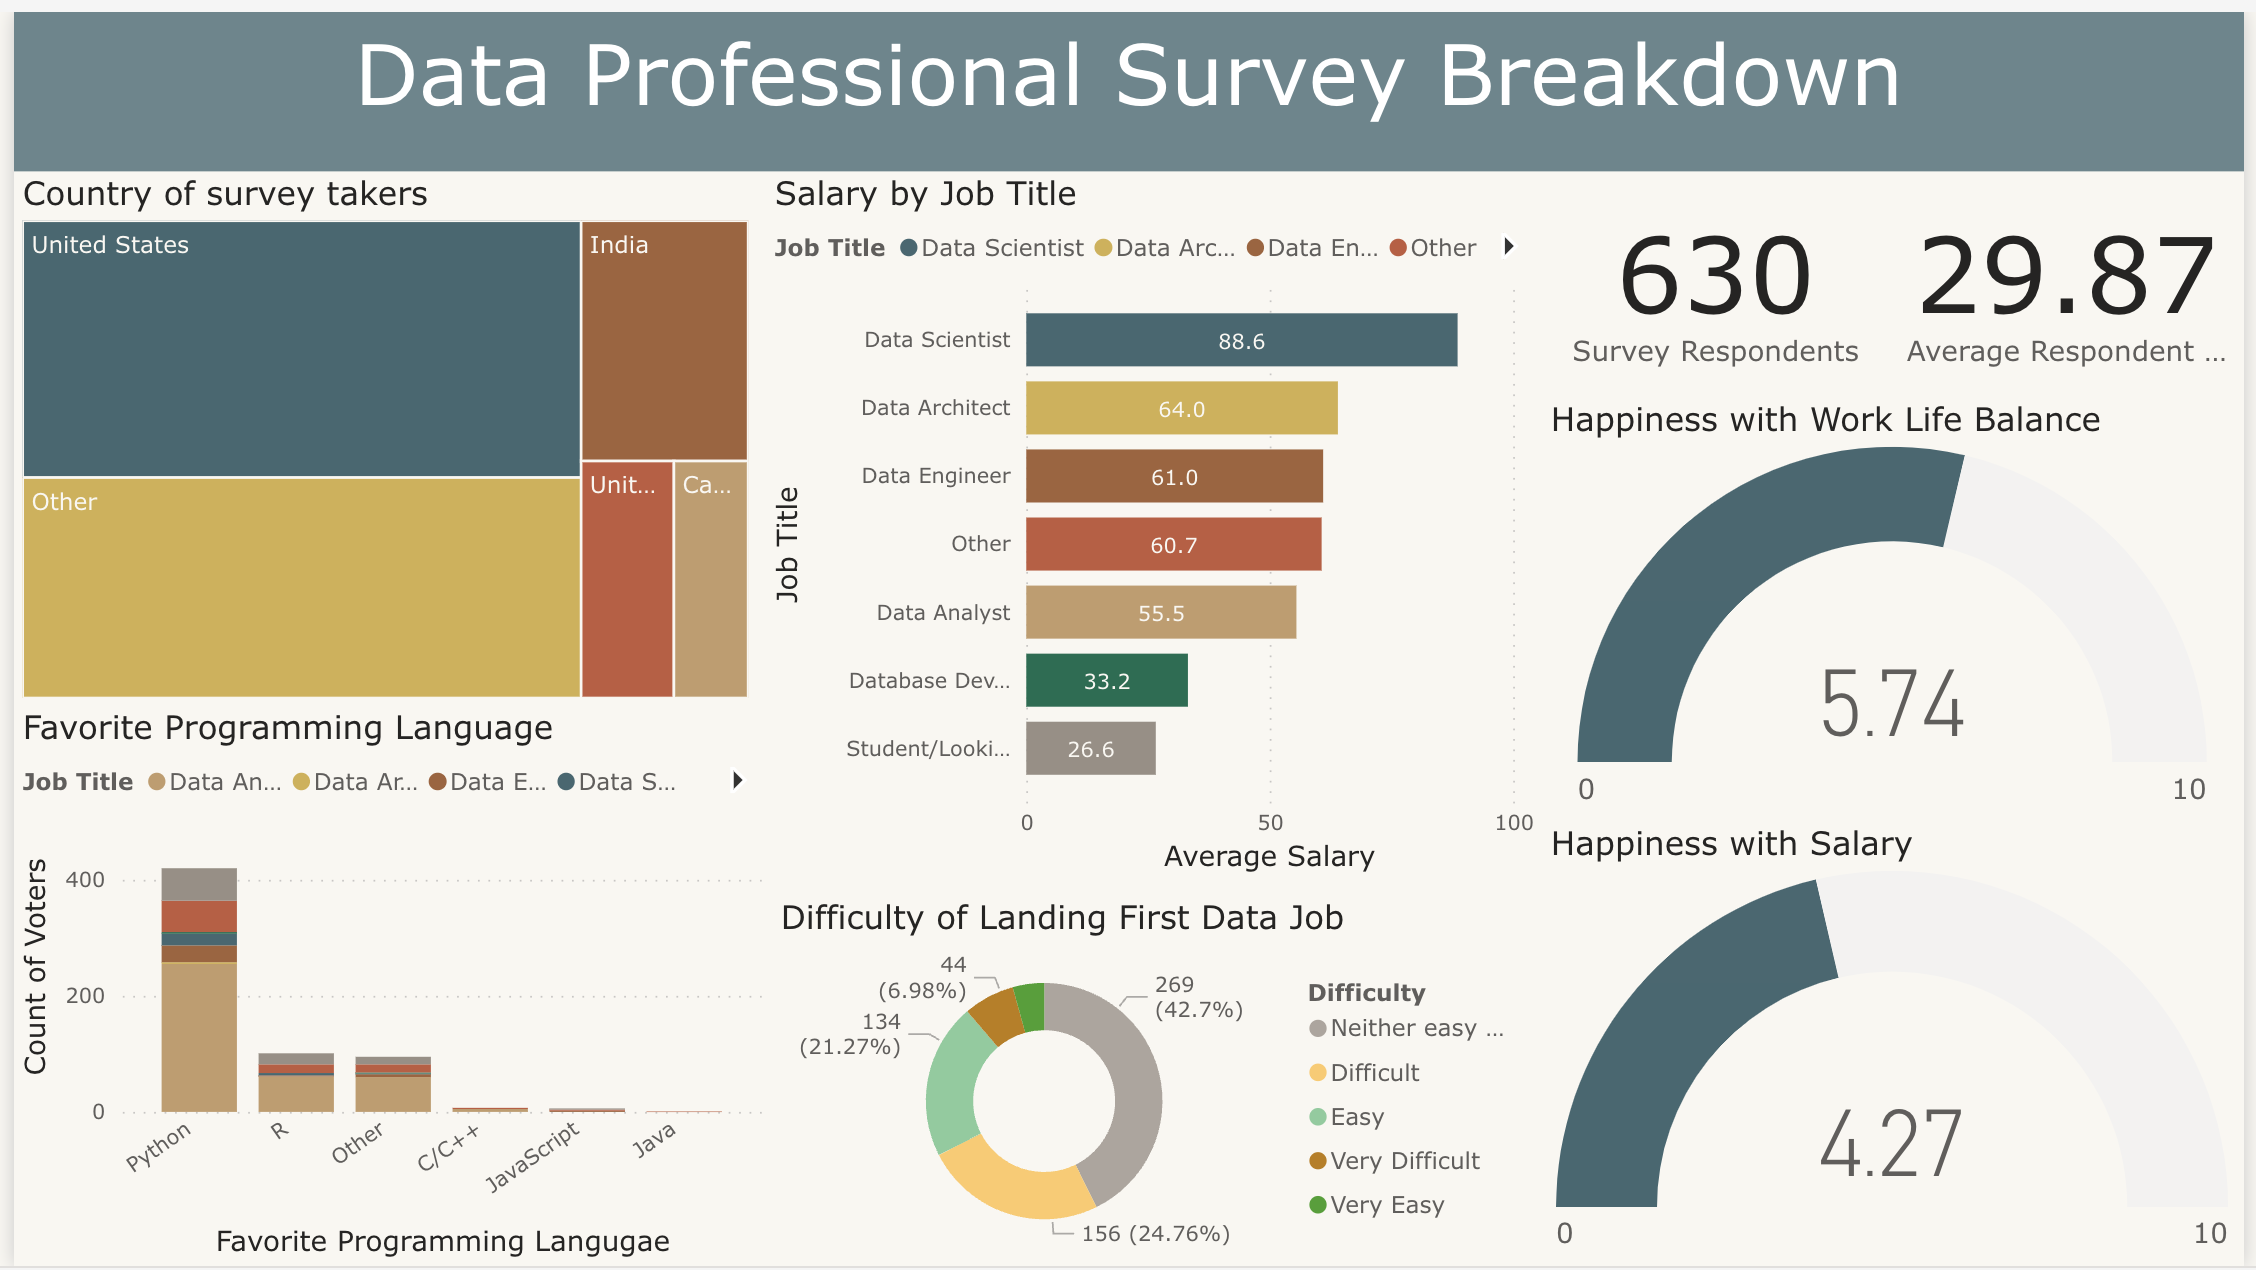 Data Professional Survey Breakdown
Country of survey takers
United States
India
Other
Unit...
Ca...
Favorite Programming Language
Job Title
Data An...
Data Ar...
Data E...
Data S...
Count of Voters
400
200
0
Python
R
Other
C/C++
JavaScript
Java
Favorite Programming Langugae
Salary by Job Title
Job Title
Data Scientist
Data Arc...
Data En...
Other
Job Title
Data Scientist
88.6
Data Architect
64.0
Data Engineer
61.0
Other
60.7
Data Analyst
55.5
Database Dev...
33.2
Student/Looki...
26.6
0
50
100
Average Salary
Difficulty of Landing First Data Job
44
(6.98%)
134
(21.27%)
269
(42.7%)
156 (24.76%)
Difficulty
Neither easy ...
Difficult
Easy
Very Difficult
Very Easy
630
Survey Respondents
29.87
Average Respondent ...
Happiness with Work Life Balance
5.74
0
10
Happiness with Salary
4.27
0
10